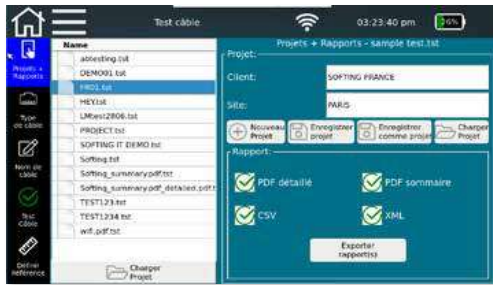 Test câble
03:23:40 pm
26%
Projets +
Rapports
Type
de câble
Nom de
câble
Test
Câble
Définir
Référence
Name
abtesting.tst
DEMO01.tst
FR01.tst
HEY.tst
LMtest2806.tst
PROJECT.tst
SOFTING IT DEMO.tst
Softing.tst
Softing_summary.pdf.tst
Softing_summary.pdf_detailed.pdf.t
TEST123.tst
TEST1234.tst
wifi.pdf.tst
Charger
Projet
Projets + Rapports - sample test.tst
Projet:
Client:
SOFTING FRANCE
Site:
PARIS
Nouveau
Projet
Enregistrer
projet
Enregistrer
comme projet
Charger
Projet
Rapport:
PDF détaillé
PDF sommaire
CSV
XML
Exporter
rapport(s)